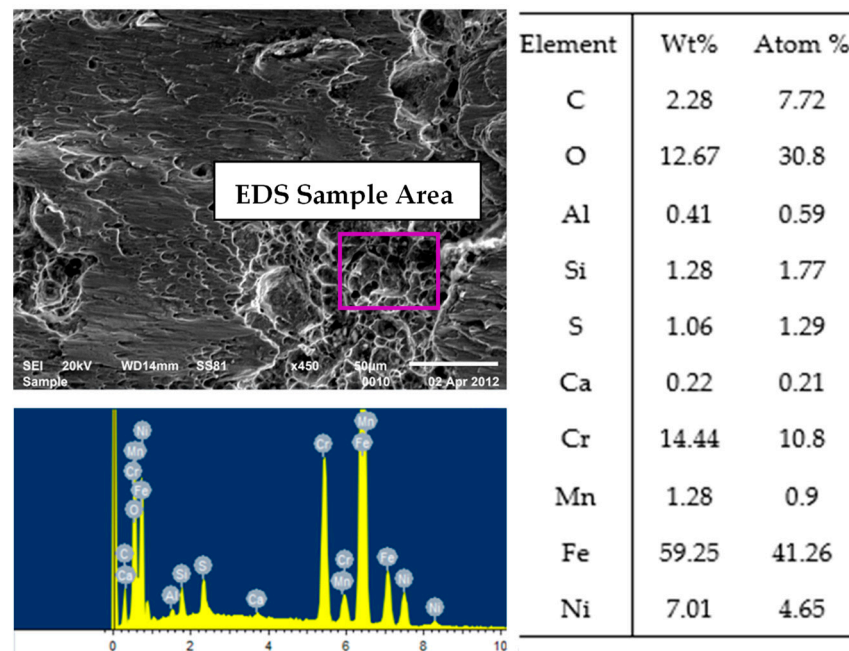 EDS Sample Area
SEI 20kV WD14mm SS81 x450 50µm
Sample 0010 02 Apr 2012
Ni
Mn
Cr
Fe
O
C
Ca
Al
Si
S
Ca
Cr
Cr
Mn
Mn
Fe
Fe
Ni
Ni
0 2 4 6 8 10
Element Wt% Atom %
C 2.28 7.72
O 12.67 30.8
Al 0.41 0.59
Si 1.28 1.77
S 1.06 1.29
Ca 0.22 0.21
Cr 14.44 10.8
Mn 1.28 0.9
Fe 59.25 41.26
Ni 7.01 4.65